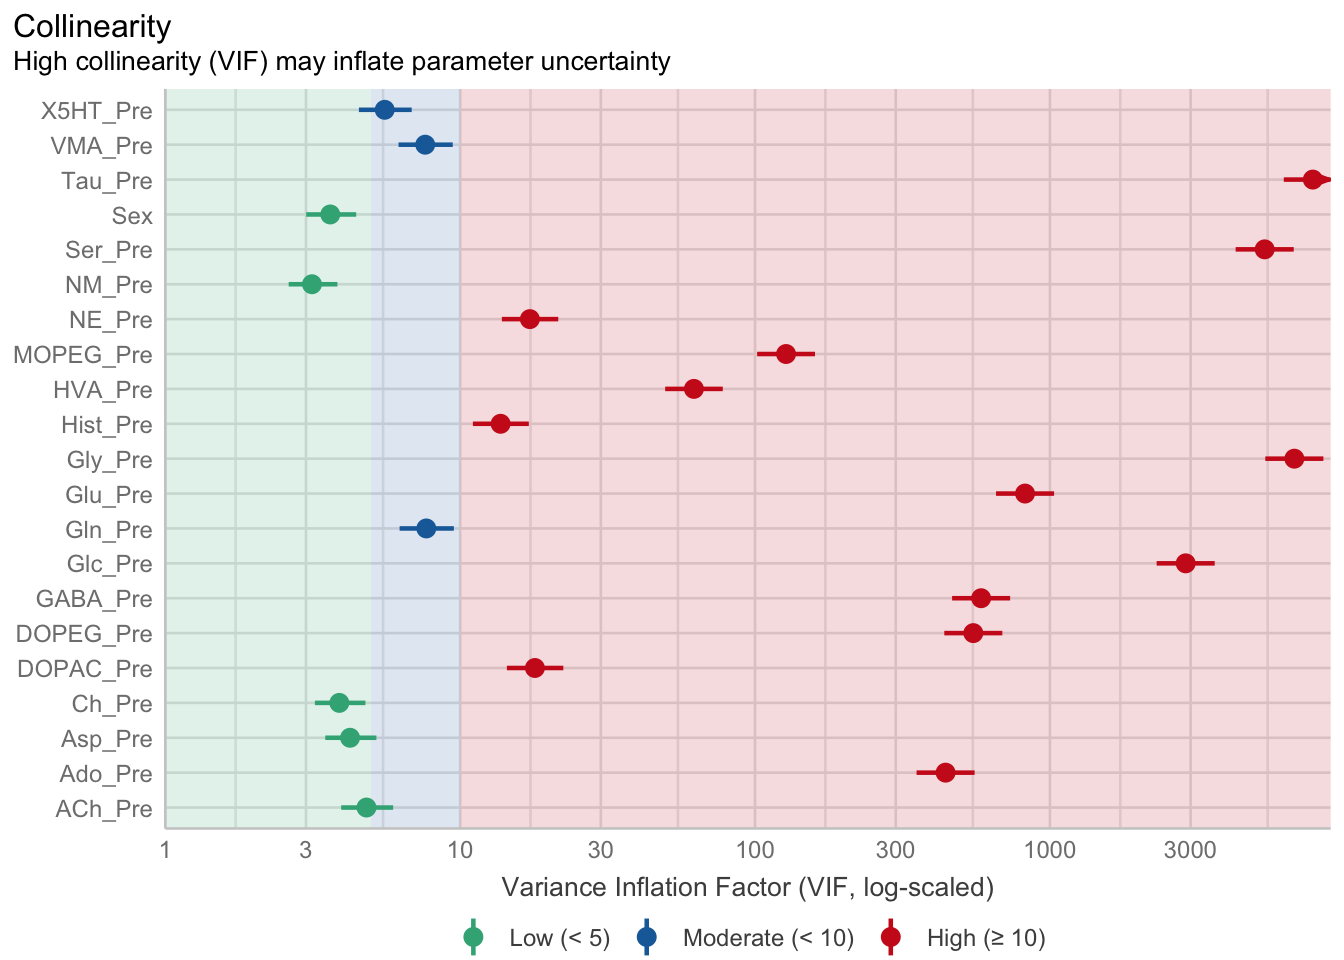 Collinearity
High collinearity (VIF) may inflate parameter uncertainty
X5HT_Pre
VMA_Pre
Tau_Pre
Sex
Ser_Pre
NM_Pre
NE_Pre
MOPEG_Pre
HVA_Pre
Hist_Pre
Gly_Pre
Glu_Pre
Gln_Pre
Glc_Pre
GABA_Pre
DOPEG_Pre
DOPAC_Pre
Ch_Pre
Asp_Pre
Ado_Pre
ACh_Pre
1 3 10 30 100 300 1000 3000
Variance Inflation Factor (VIF, log-scaled)
Low (< 5) Moderate (< 10) High (≥ 10)